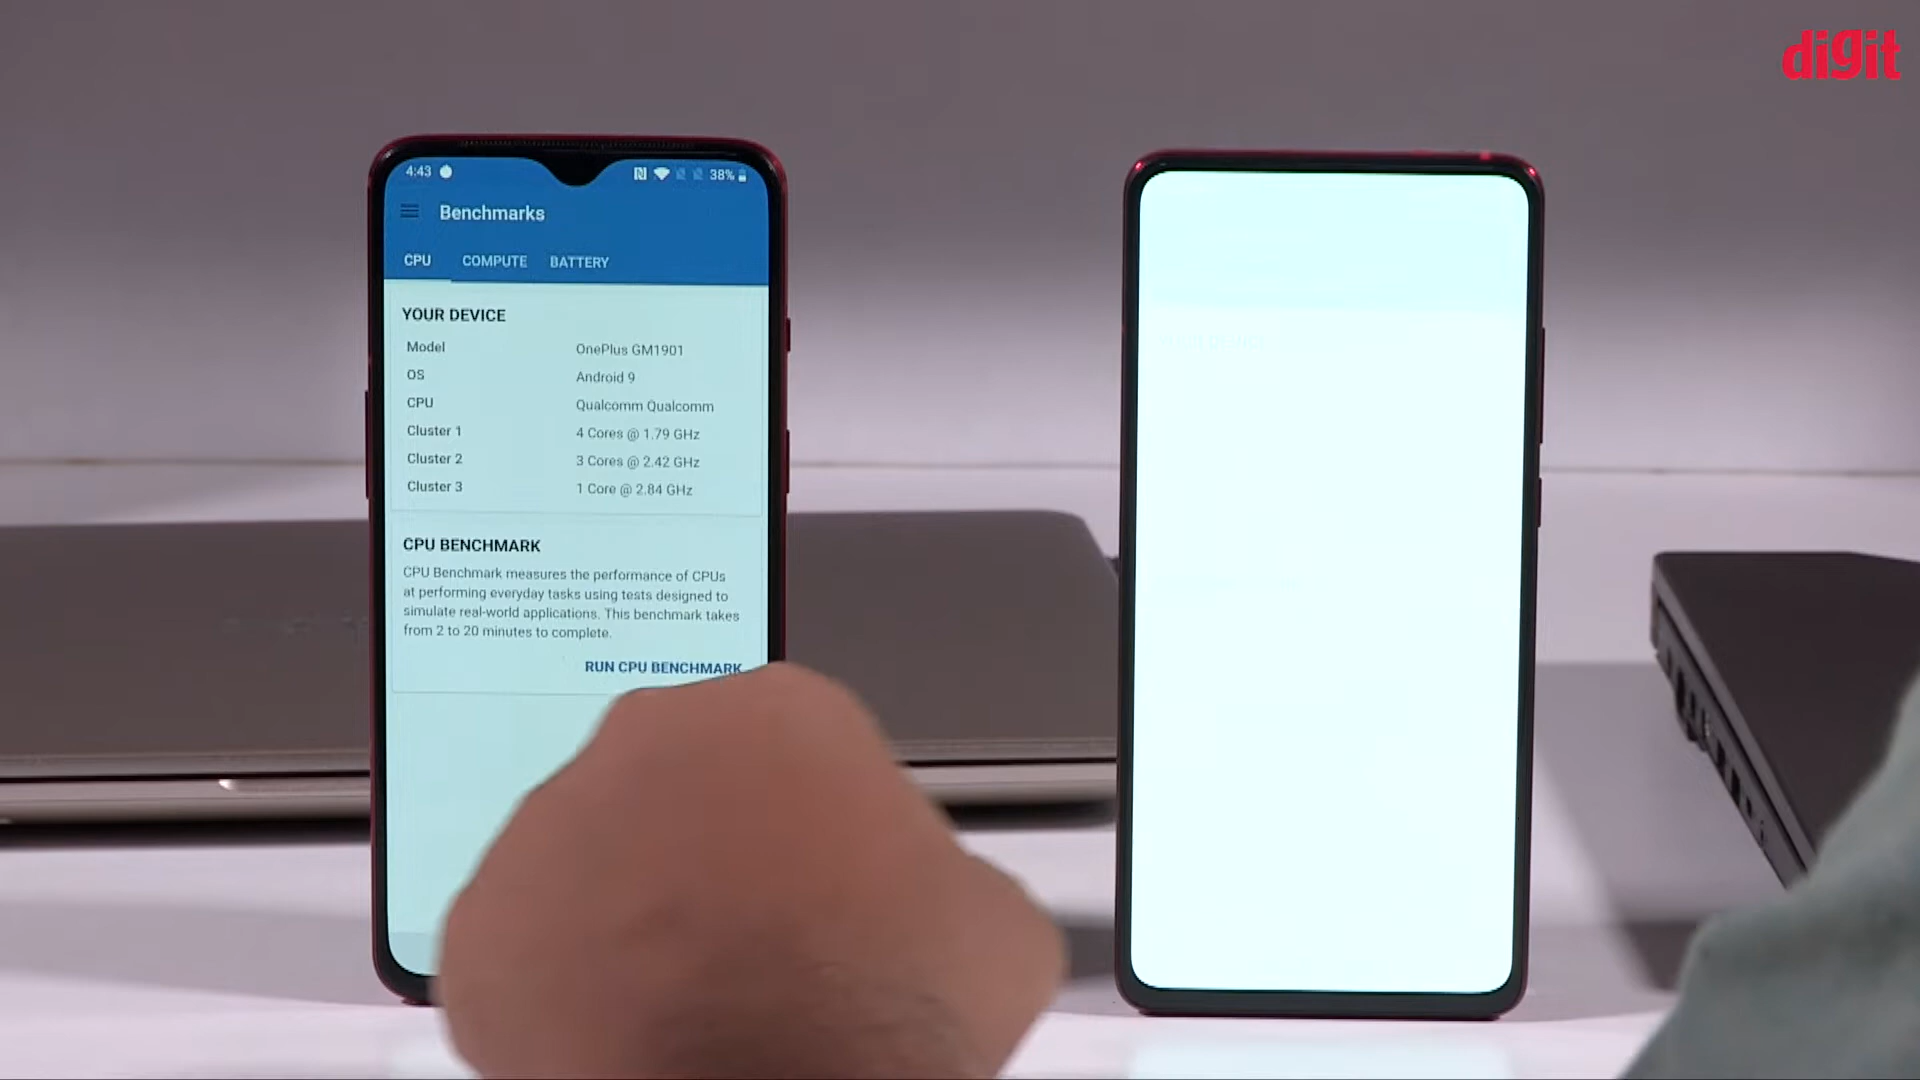 digit
4:43
38%
Benchmarks
CPU COMPUTE BATTERY
YOUR DEVICE
Model OnePlus GM1901
OS Android 9
CPU Qualcomm Qualcomm
Cluster 1 4 Cores @ 1.79 GHz
Cluster 2 3 Cores @ 2.42 GHz
Cluster 3 1 Core @ 2.84 GHz
CPU BENCHMARK
CPU Benchmark measures the performance of CPUs
at performing everyday tasks using tests designed to
simulate real-world applications. This benchmark takes
from 2 to 20 minutes to complete.
RUN CPU BENCHMARK